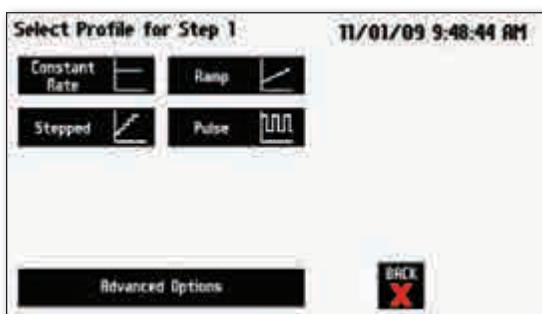 Select Profile for Step 1
11/01/09 9:48:44 AM
Constant
Rate
Ramp
Stepped
Pulse
Advanced Options
BACK